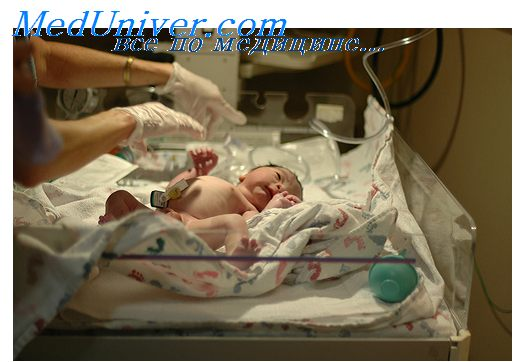 MedUniver.com
все по медицине.....